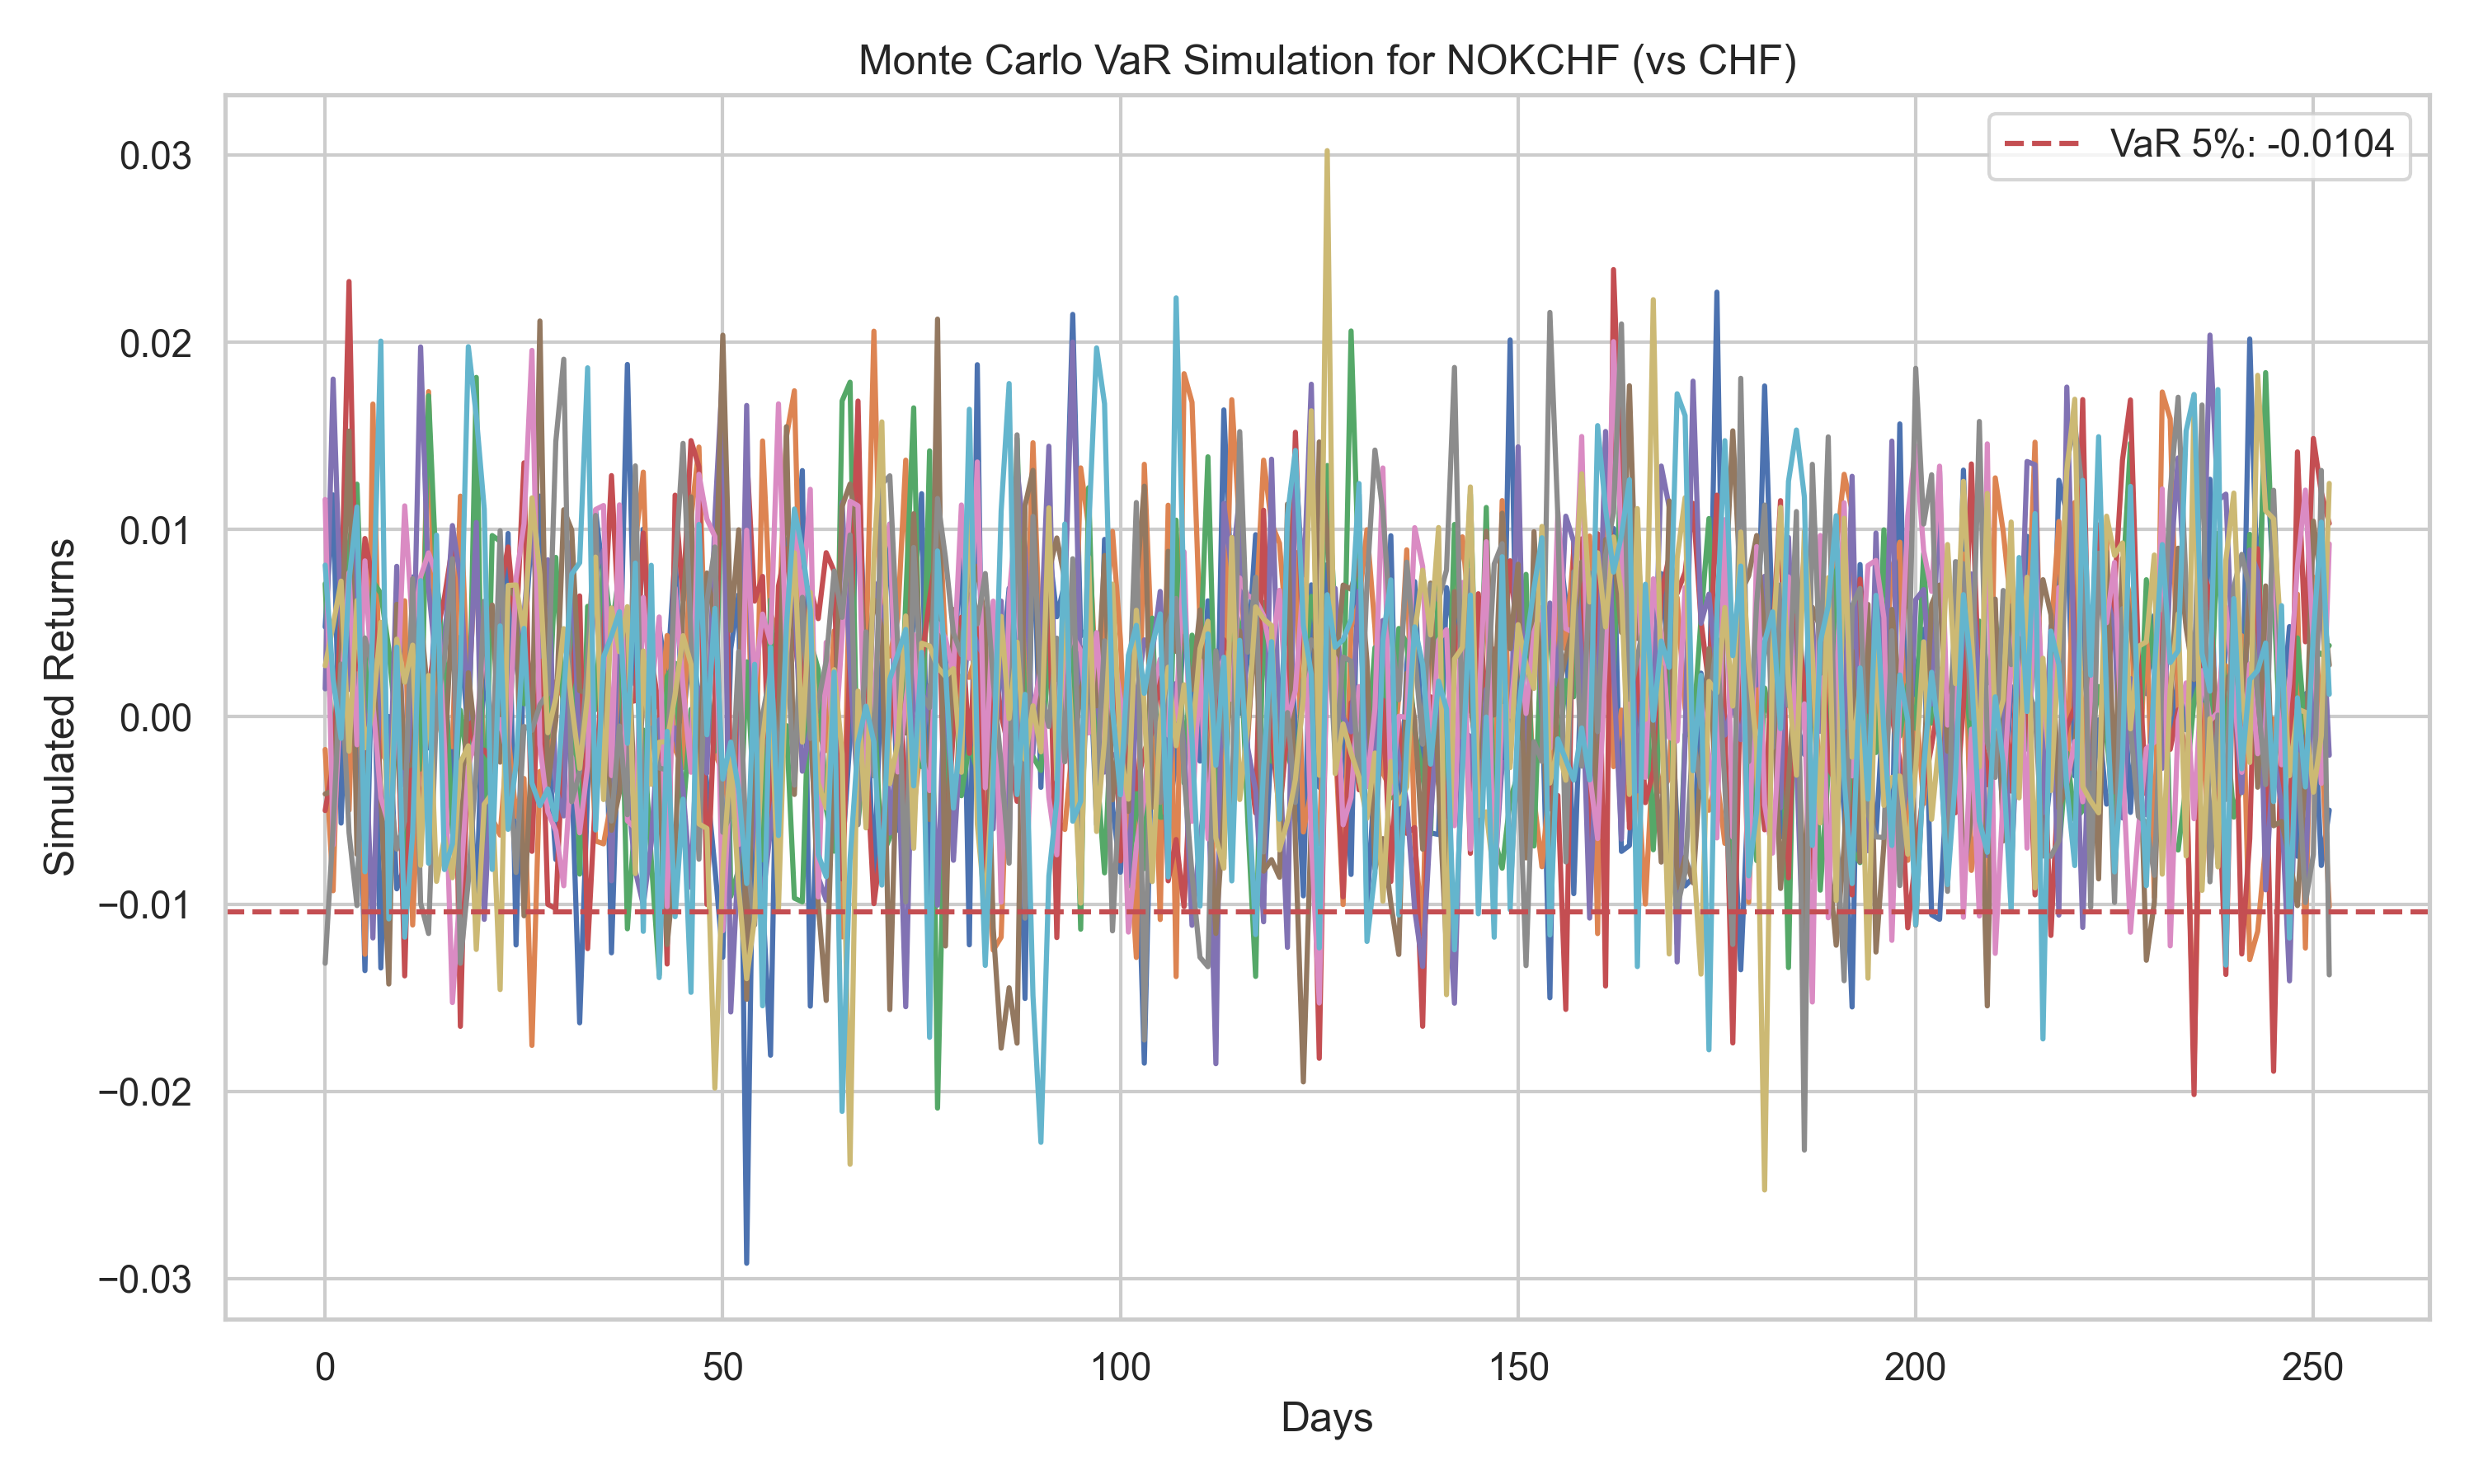 Monte Carlo VaR Simulation for NOKCHF (vs CHF)
VaR 5%: -0.0104
Simulated Returns
0.03
0.02
0.01
0.00
−0.01
−0.02
−0.03
0 50 100 150 200 250
Days